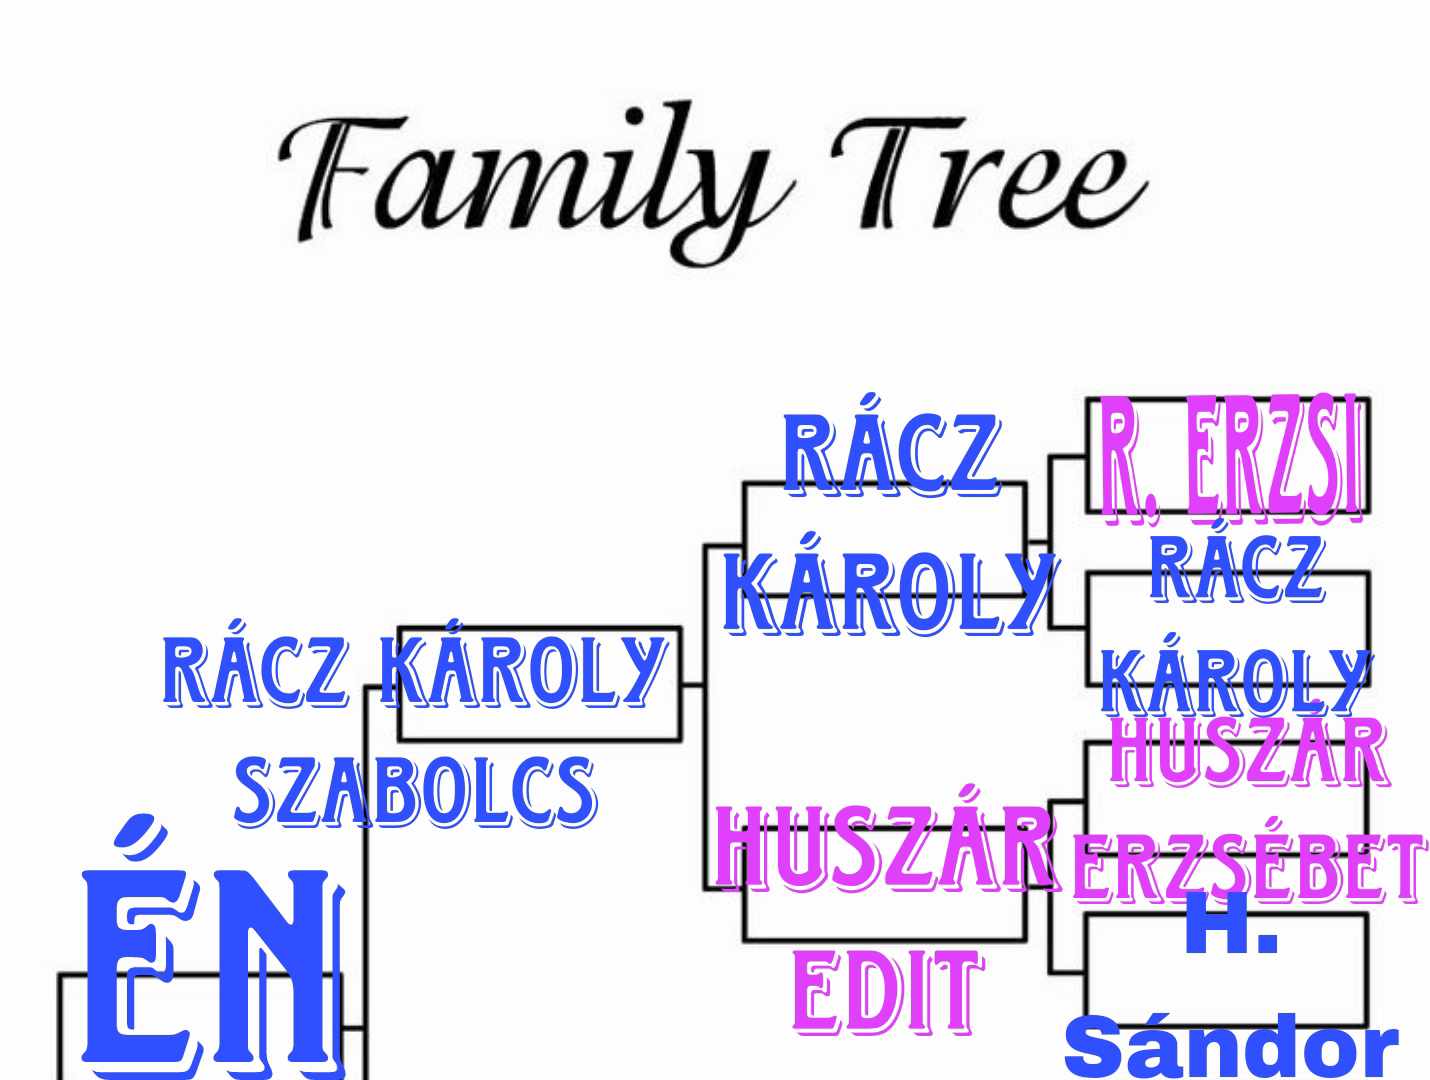 Family Tree
RÁCZ
KÁROLY
R. ERZSI
RÁCZ
KÁROLY
RÁCZ KÁROLY
SZABOLCS
HUSZÁR
EDIT
HUSZÁR
ERZSÉBET
H.
Sándor
ÉN